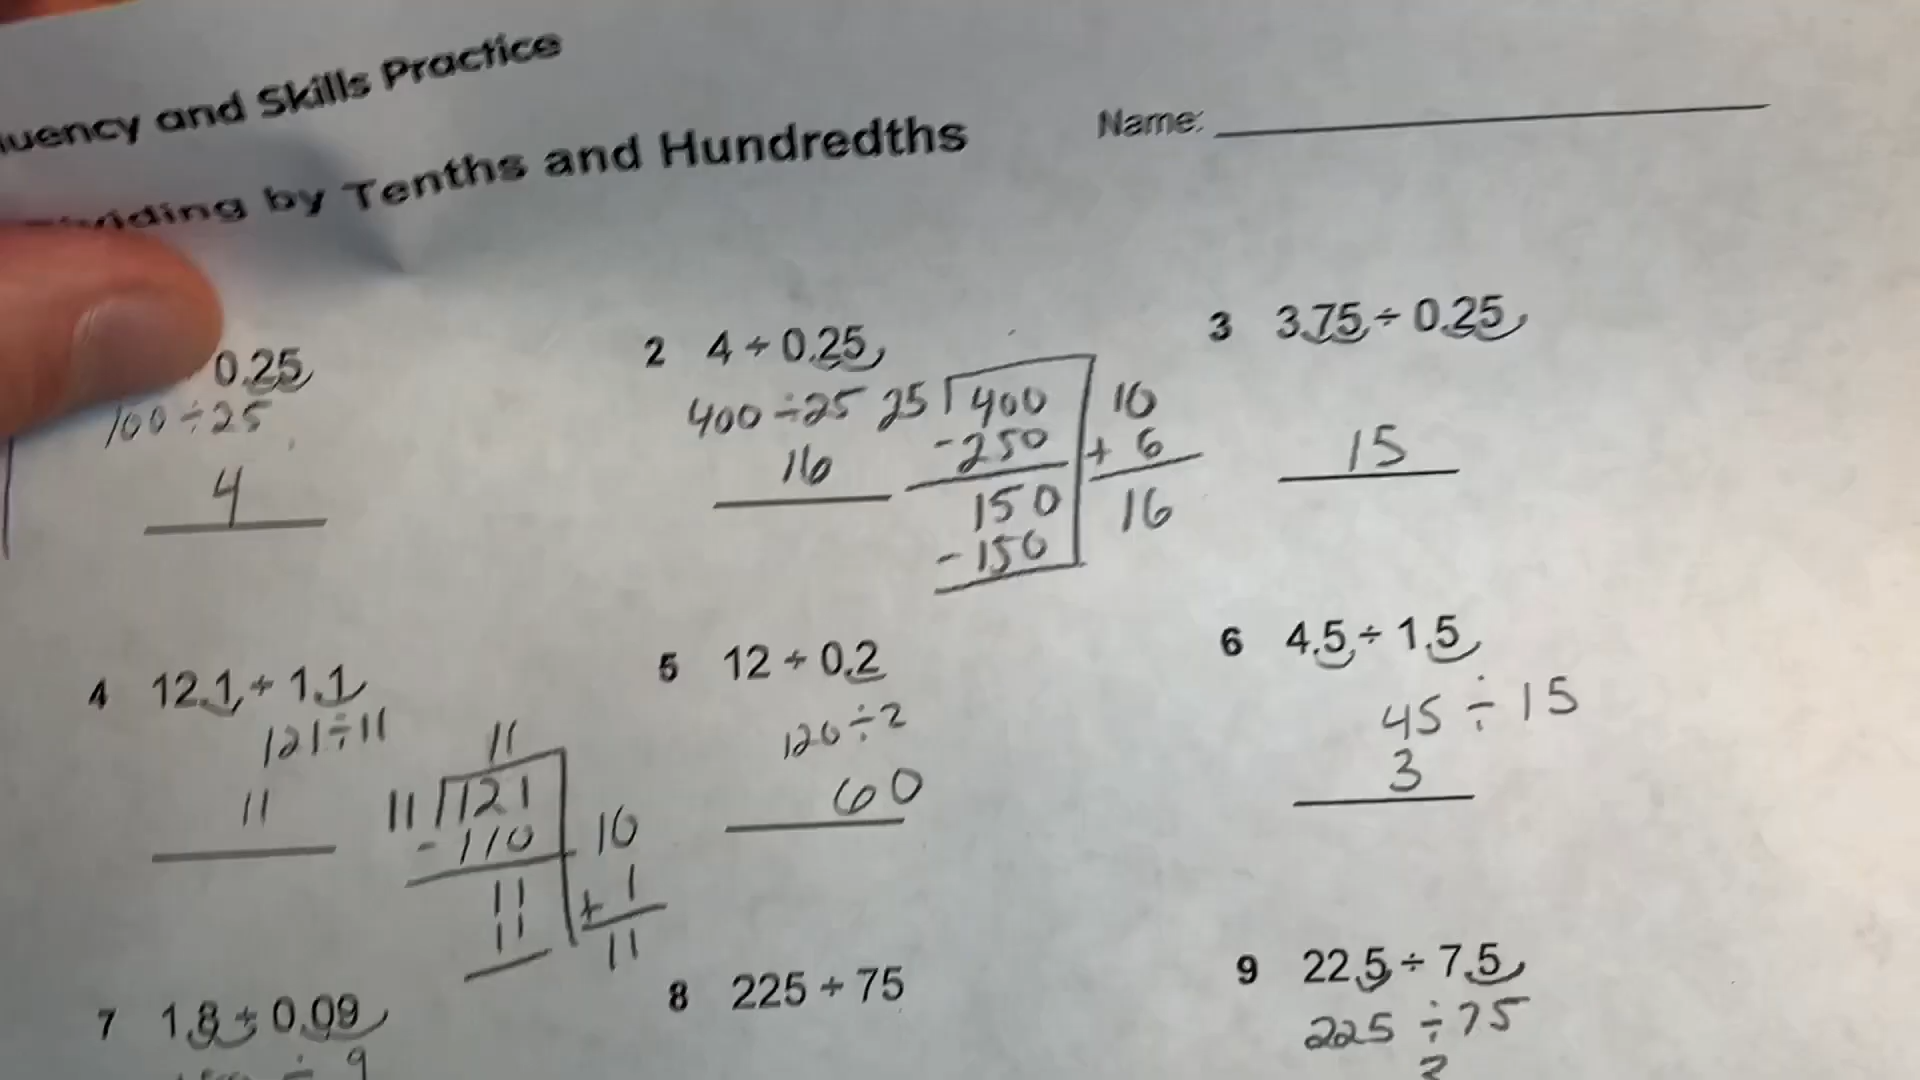 and Skills Practice
by Tenths and Hundredths
Name:
0.25
100 ÷ 25
4
2 4 ÷ 0.25
400 ÷ 25
16
25 400 10
- 250 + 6
150 16
- 150
3 3.75 ÷ 0.25
15
4 12.1 ÷ 1.1
121 ÷ 11
11
11
11 121
- 110 10
11 + 1
11 11
5 12 ÷ 0.2
120 ÷ 2
60
6 4.5 ÷ 1.5
45 ÷ 15
3
7 1.8 ÷ 0.09
÷ 9
8 225 ÷ 75
9 22.5 ÷ 7.5
225 ÷ 75